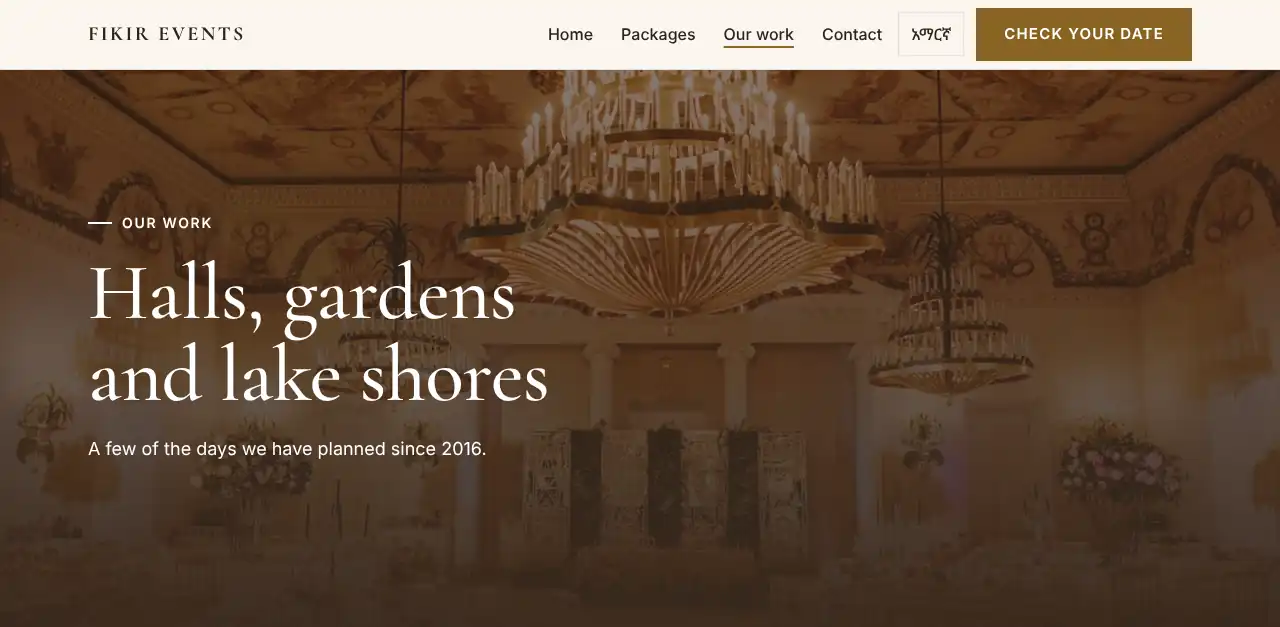 FIKIR EVENTS
Home
Packages
Our work
Contact
አማርኛ
CHECK YOUR DATE
OUR WORK
Halls, gardens
and lake shores
A few of the days we have planned since 2016.